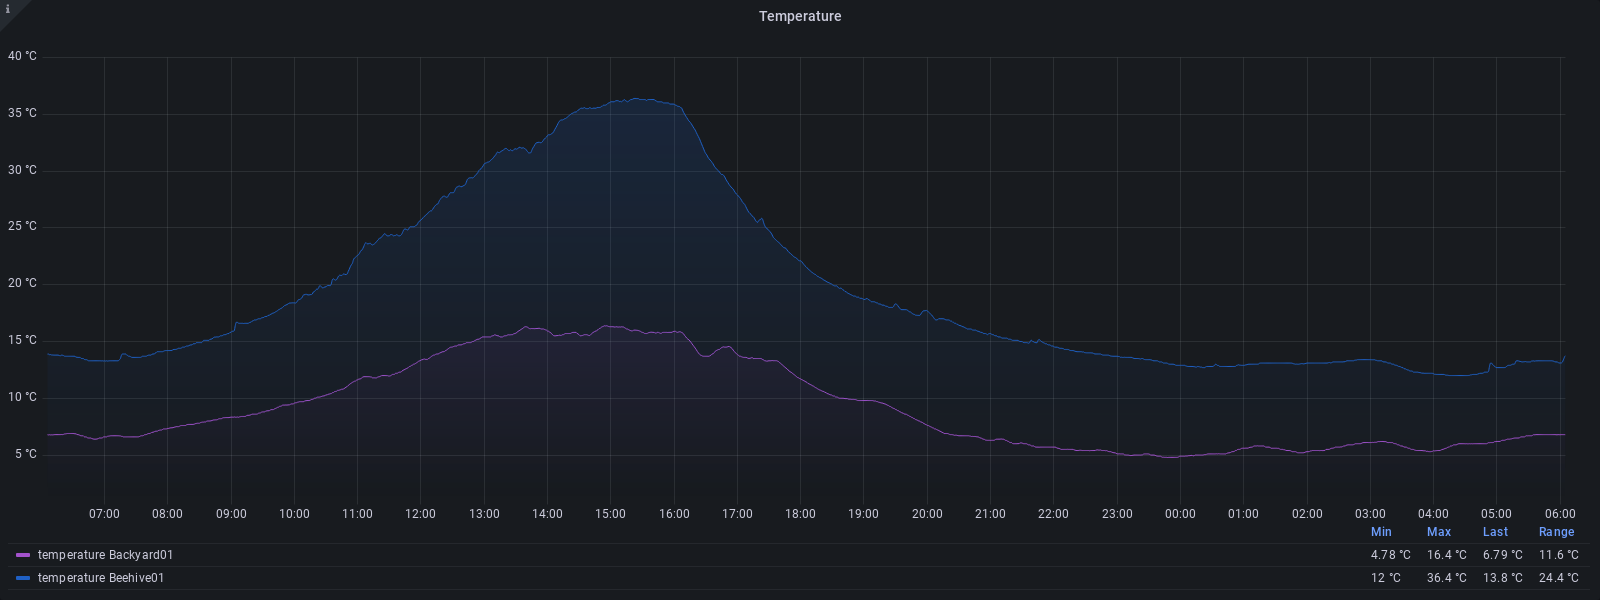 i
Temperature
40 °C
35 °C
30 °C
25 °C
20 °C
15 °C
10 °C
5 °C
07:00 08:00 09:00 10:00 11:00 12:00 13:00 14:00 15:00 16:00 17:00 18:00 19:00 20:00 21:00 22:00 23:00 00:00 01:00 02:00 03:00 04:00 05:00 06:00
Min Max Last Range
temperature Backyard01 4.78 °C 16.4 °C 6.79 °C 11.6 °C
temperature Beehive01 12 °C 36.4 °C 13.8 °C 24.4 °C